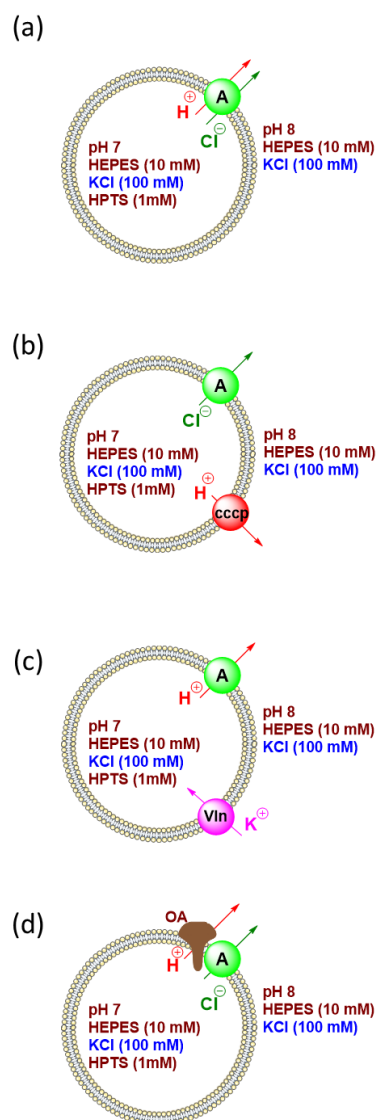 (a)
A
H⊕
Cl⊖
pH 7
HEPES (10 mM)
KCl (100 mM)
HPTS (1mM)
pH 8
HEPES (10 mM)
KCl (100 mM)
(b)
A
Cl⊖
pH 7
HEPES (10 mM)
KCl (100 mM)
HPTS (1mM)
pH 8
HEPES (10 mM)
KCl (100 mM)
H⊕
cccp
(c)
A
H⊕
pH 7
HEPES (10 mM)
KCl (100 mM)
HPTS (1mM)
pH 8
HEPES (10 mM)
KCl (100 mM)
Vln
K⊕
(d)
OA
H⊕
A
Cl⊖
pH 7
HEPES (10 mM)
KCl (100 mM)
HPTS (1mM)
pH 8
HEPES (10 mM)
KCl (100 mM)